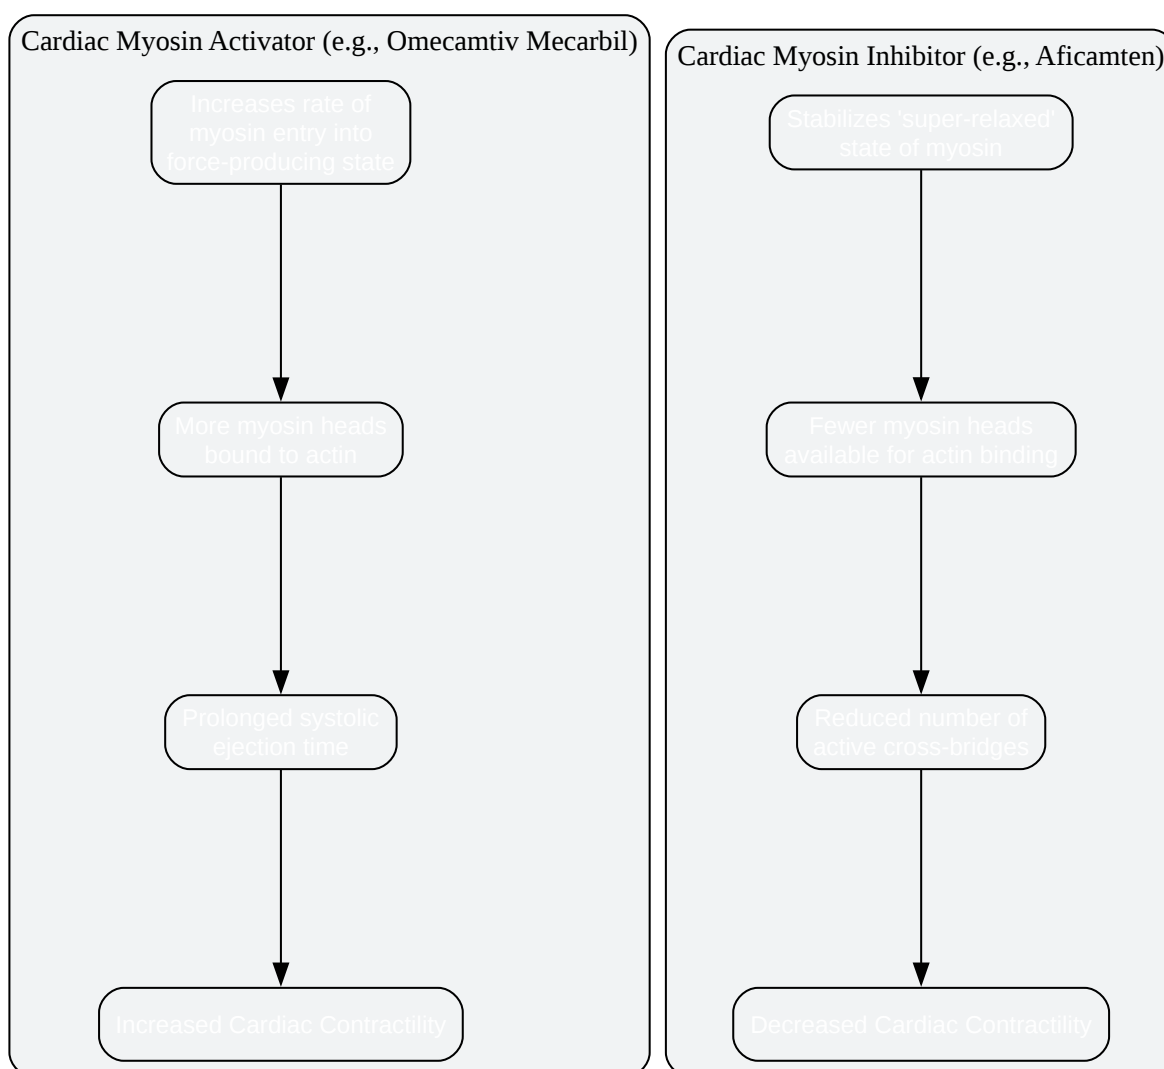 Cardiac Myosin Activator (e.g., Omecamtiv Mecarbil)
Increases rate of
myosin entry into
force-producing state
More myosin heads
bound to actin
Prolonged systolic
ejection time
Increased Cardiac Contractility
Cardiac Myosin Inhibitor (e.g., Aficamten)
Stabilizes 'super-relaxed'
state of myosin
Fewer myosin heads
available for actin binding
Reduced number of
active cross-bridges
Decreased Cardiac Contractility